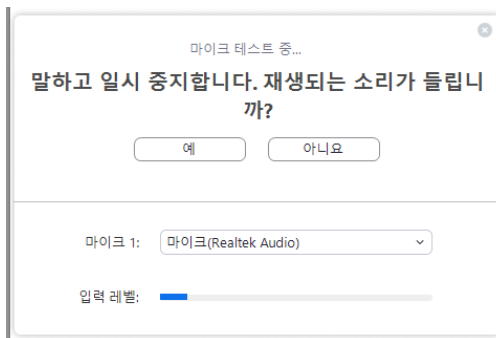 마이크 테스트 중...
말하고 일시 중지합니다. 재생되는 소리가 들립니
까?
예 아니요
마이크 1: 마이크(Realtek Audio)
입력 레벨: